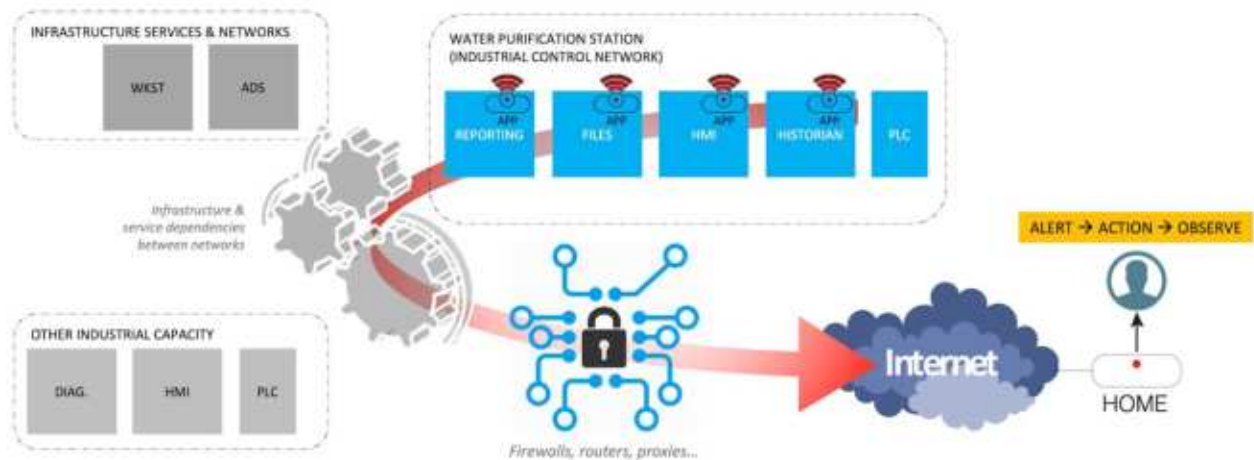 INFRASTRUCTURE SERVICES & NETWORKS
WKST
ADS
WATER PURIFICATION STATION
(INDUSTRIAL CONTROL NETWORK)
APP
REPORTING
APP
FILES
APP
HMI
APP
HISTORIAN
PLC
Infrastructure &
service dependencies
between networks
ALERT → ACTION → OBSERVE
OTHER INDUSTRIAL CAPACITY
DIAG.
HMI
PLC
Internet
HOME
Firewalls, routers, proxies...